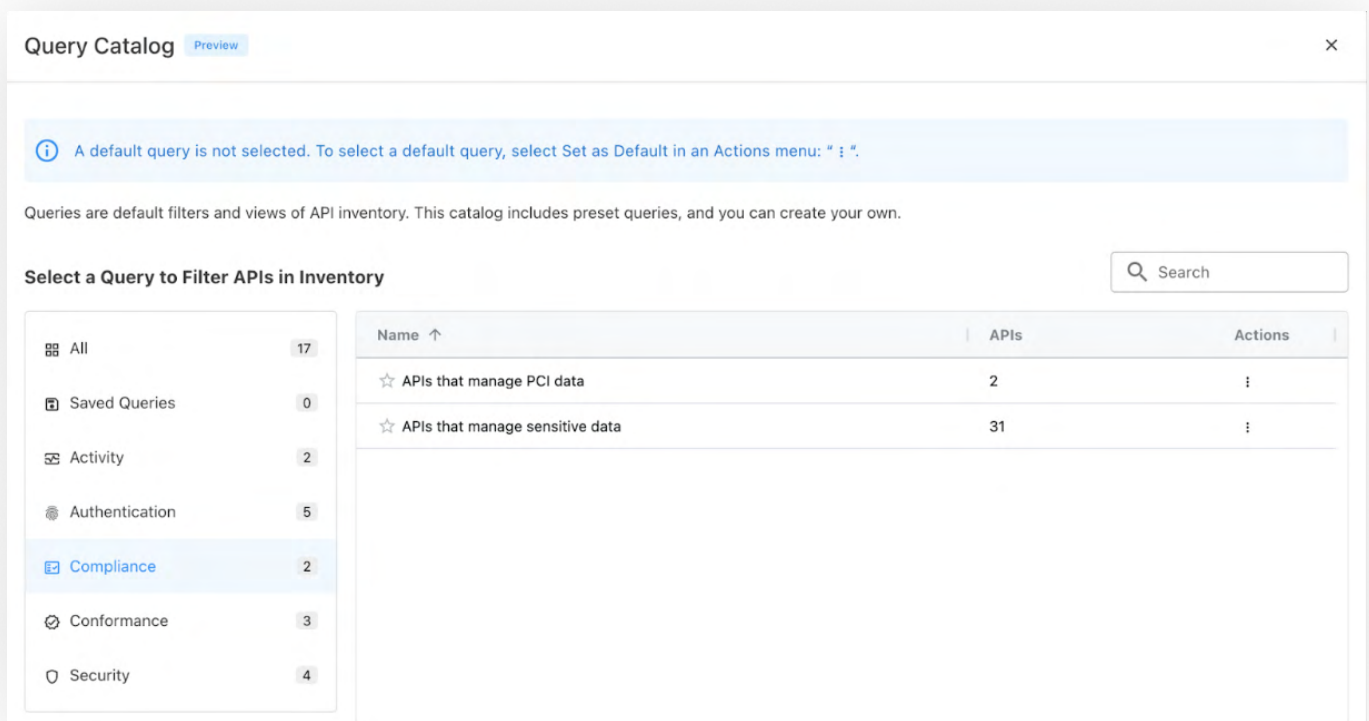 Query Catalog Preview
A default query is not selected. To select a default query, select Set as Default in an Actions menu: “ ⋮ “.
Queries are default filters and views of API inventory. This catalog includes preset queries, and you can create your own.
Select a Query to Filter APIs in Inventory
Search
All 17
Saved Queries 0
Activity 2
Authentication 5
Compliance 2
Conformance 3
Security 4
Name APIs Actions
APIs that manage PCI data 2
APIs that manage sensitive data 31